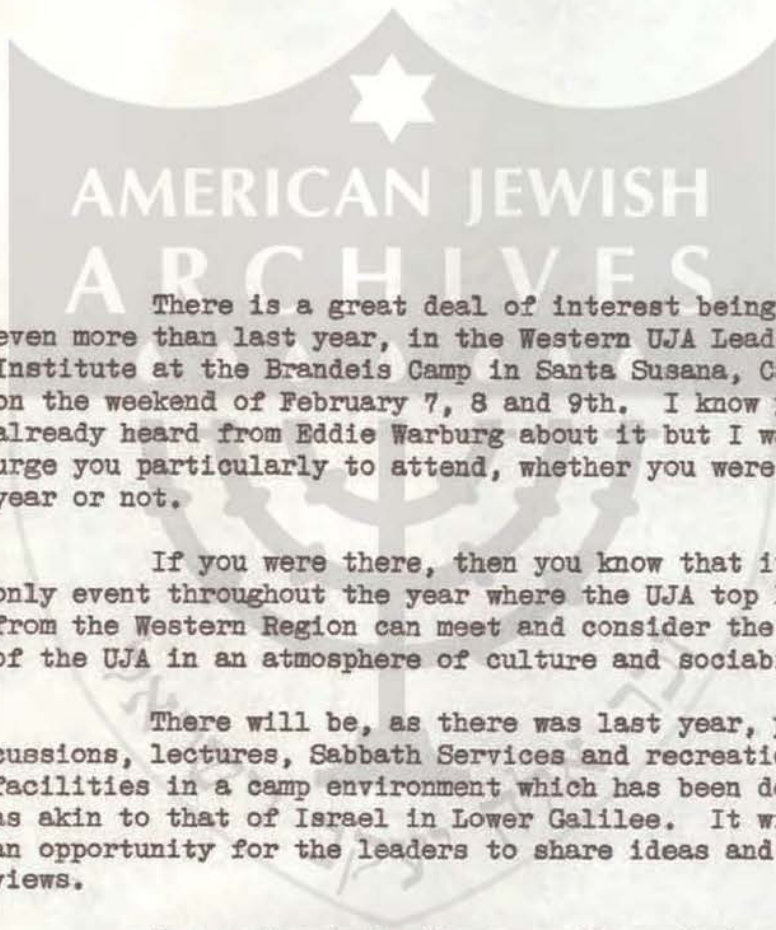 AMERICAN JEWISH
ARCHIVES
There is a great deal of interest being
even more than last year, in the Western UJA Lead
Institute at the Brandeis Camp in Santa Susana, C
on the weekend of February 7, 8 and 9th. I know
already heard from Eddie Warburg about it but I w
urge you particularly to attend, whether you were
year or not.
If you were there, then you know that i
only event throughout the year where the UJA top
from the Western Region can meet and consider the
of the UJA in an atmosphere of culture and sociab
There will be, as there was last year,
cussions, lectures, Sabbath Services and recreatio
facilities in a camp environment which has been de
as akin to that of Israel in Lower Galilee. It w
an opportunity for the leaders to share ideas and
views.